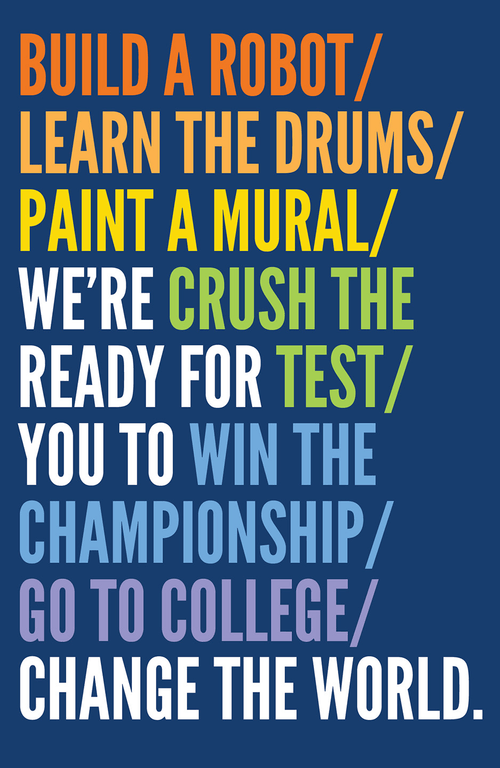 BUILD A ROBOT/
LEARN THE DRUMS/
PAINT A MURAL/
WE'RE CRUSH THE
READY FOR TEST/
YOU TO WIN THE
CHAMPIONSHIP/
GO TO COLLEGE/
CHANGE THE WORLD.